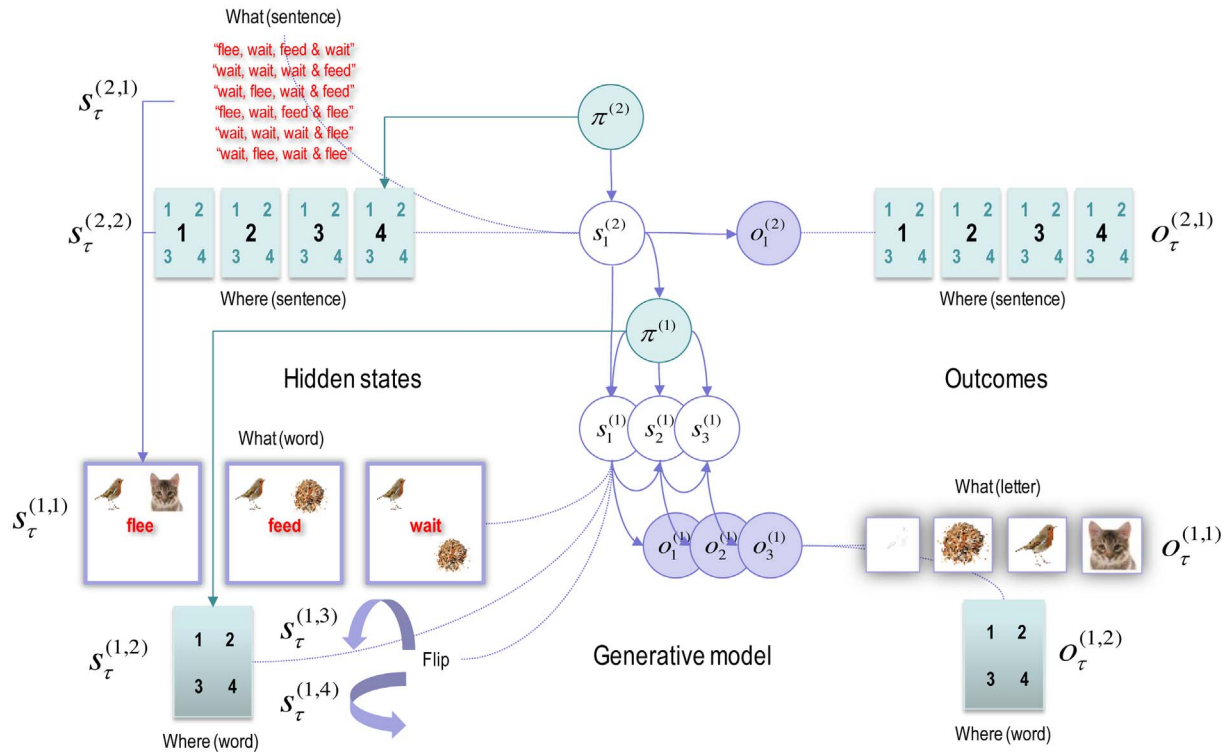 What (sentence)
“flee, wait, feed & wait”
“wait, wait, wait & feed”
“wait, flee, wait & feed”
“flee, wait, feed & flee”
“wait, wait, wait & flee”
“wait, flee, wait & flee”
s_τ^(2,1)
π^(2)
s_τ^(2,2)
1 2 1 3 4
1 2 2 3 4
1 2 3 3 4
1 2 4 3 4
s_1^(2)
o_1^(2)
1 2 1 3 4
1 2 2 3 4
1 2 3 3 4
1 2 4 3 4
o_τ^(2,1)
Where (sentence)
Where (sentence)
π^(1)
Hidden states
Outcomes
s_1^(1) s_2^(1) s_3^(1)
What (word)
s_τ^(1,1)
flee
feed
wait
o_1^(1) o_2^(1) o_3^(1)
What (letter)
o_τ^(1,1)
s_τ^(1,2)
1 2
3 4
Where (word)
s_τ^(1,3)
Flip
s_τ^(1,4)
Generative model
1 2
3 4
o_τ^(1,2)
Where (word)